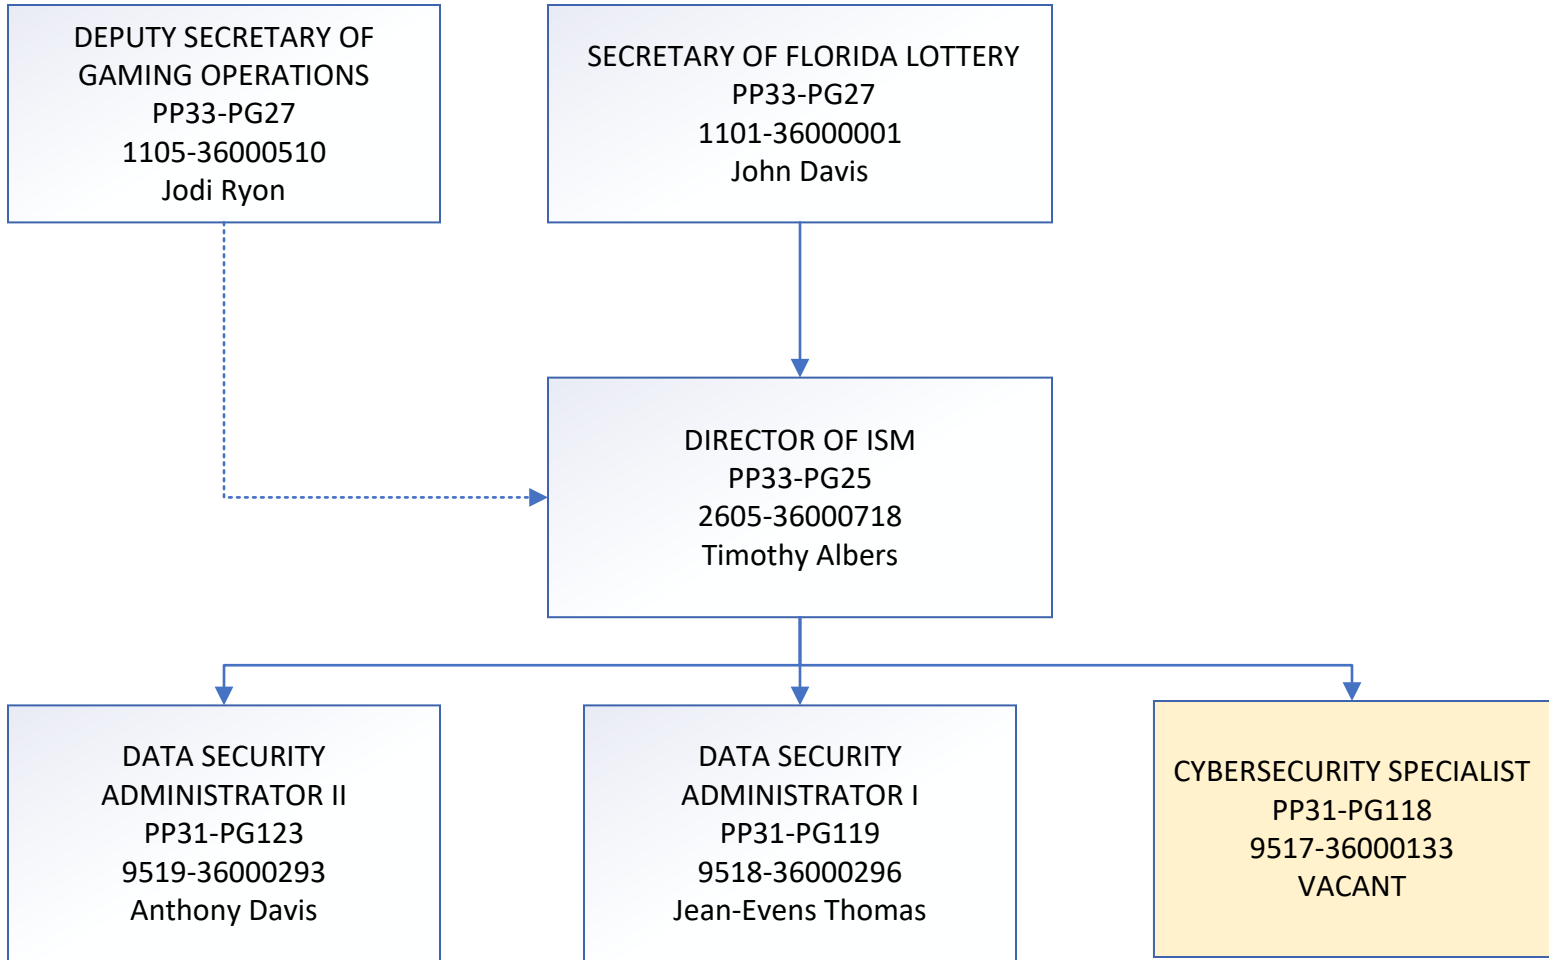 DEPUTY SECRETARY OF
GAMING OPERATIONS
PP33-PG27
1105-36000510
Jodi Ryon
SECRETARY OF FLORIDA LOTTERY
PP33-PG27
1101-36000001
John Davis
DIRECTOR OF ISM
PP33-PG25
2605-36000718
Timothy Albers
DATA SECURITY
ADMINISTRATOR II
PP31-PG123
9519-36000293
Anthony Davis
DATA SECURITY
ADMINISTRATOR I
PP31-PG119
9518-36000296
Jean-Evens Thomas
CYBERSECURITY SPECIALIST
PP31-PG118
9517-36000133
VACANT